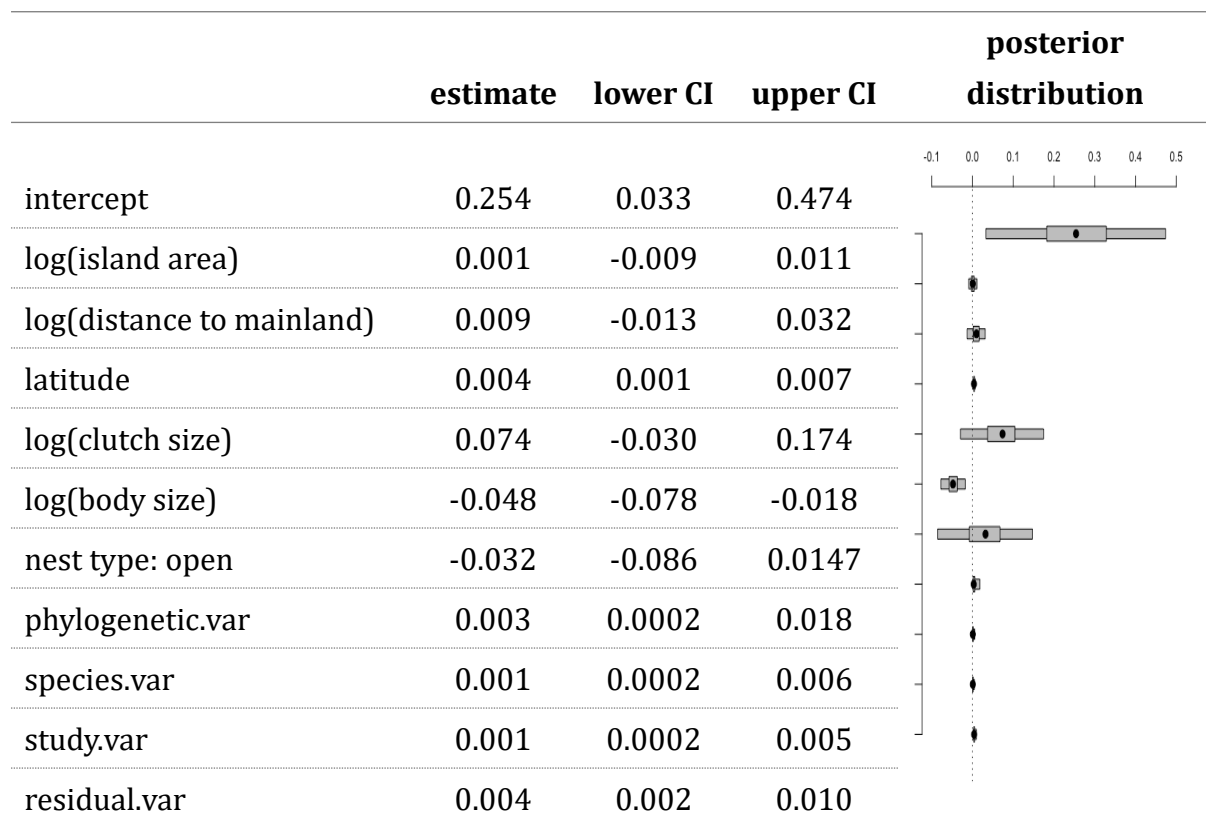 posterior
estimate lower CI upper CI distribution
-0.1 0.0 0.1 0.2 0.3 0.4 0.5
intercept 0.254 0.033 0.474
log(island area) 0.001 -0.009 0.011
log(distance to mainland) 0.009 -0.013 0.032
latitude 0.004 0.001 0.007
log(clutch size) 0.074 -0.030 0.174
log(body size) -0.048 -0.078 -0.018
nest type: open -0.032 -0.086 0.0147
phylogenetic.var 0.003 0.0002 0.018
species.var 0.001 0.0002 0.006
study.var 0.001 0.0002 0.005
residual.var 0.004 0.002 0.010